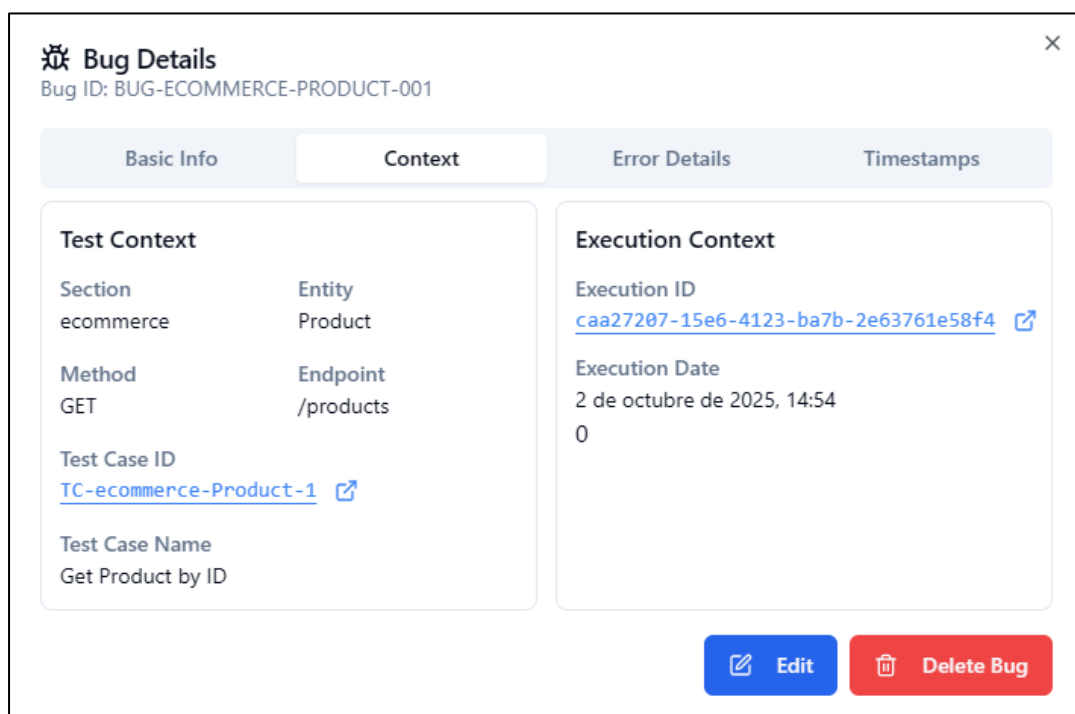 Bug Details
Bug ID: BUG-ECOMMERCE-PRODUCT-001
Basic Info
Context
Error Details
Timestamps
Test Context
Section
Entity
ecommerce
Product
Method
Endpoint
GET
/products
Test Case ID
TC-ecommerce-Product-1
Test Case Name
Get Product by ID
Execution Context
Execution ID
caa27207-15e6-4123-ba7b-2e63761e58f4
Execution Date
2 de octubre de 2025, 14:54
0
Edit
Delete Bug